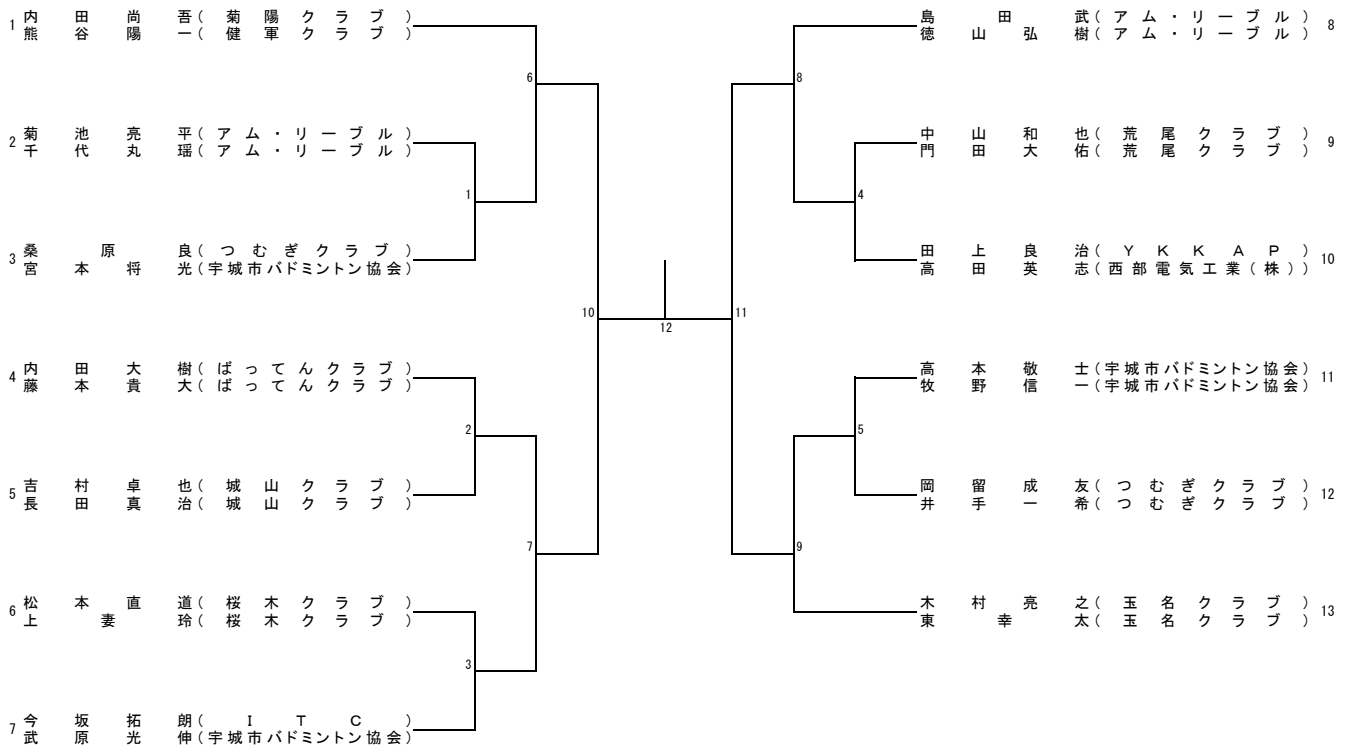 1 内田尚吾(菊陽クラブ)
熊谷陽一(健軍クラブ)
2 菊池亮平(アム・リーブル)
千代丸瑶(アム・リーブル)
3 桑原良(つむぎクラブ)
宮本将光(宇城市バドミントン協会)
4 内田大樹(ばってんクラブ)
藤本貴大(ばってんクラブ)
5 吉村卓也(城山クラブ)
長田真治(城山クラブ)
6 松本直道(桜木クラブ)
上妻玲(桜木クラブ)
7 今坂拓朗(ITC)
武原光伸(宇城市バドミントン協会)
6
1
2
7
3
10
12
11
8
4
5
9
島田武(アム・リーブル) 8
徳山弘樹(アム・リーブル)
中山和也(荒尾クラブ) 9
門田大佑(荒尾クラブ)
田上良治(YKKAP) 10
高田英志(西部電気工業(株))
高本敬士(宇城市バドミントン協会) 11
牧野信一(宇城市バドミントン協会)
岡留成友(つむぎクラブ) 12
井手一希(つむぎクラブ)
木村亮之(玉名クラブ) 13
東幸太(玉名クラブ)